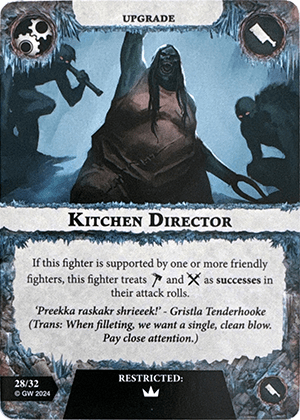 UPGRADE
KITCHEN DIRECTOR
If this fighter is supported by one or more friendly
fighters, this fighter treats and as successes in
their attack rolls.
'Preekka raskakr shrieeek!' - Gristla Tenderhooke
(Trans: When filleting, we want a single, clean blow.
Pay close attention.)
28/32
© GW 2024
RESTRICTED: